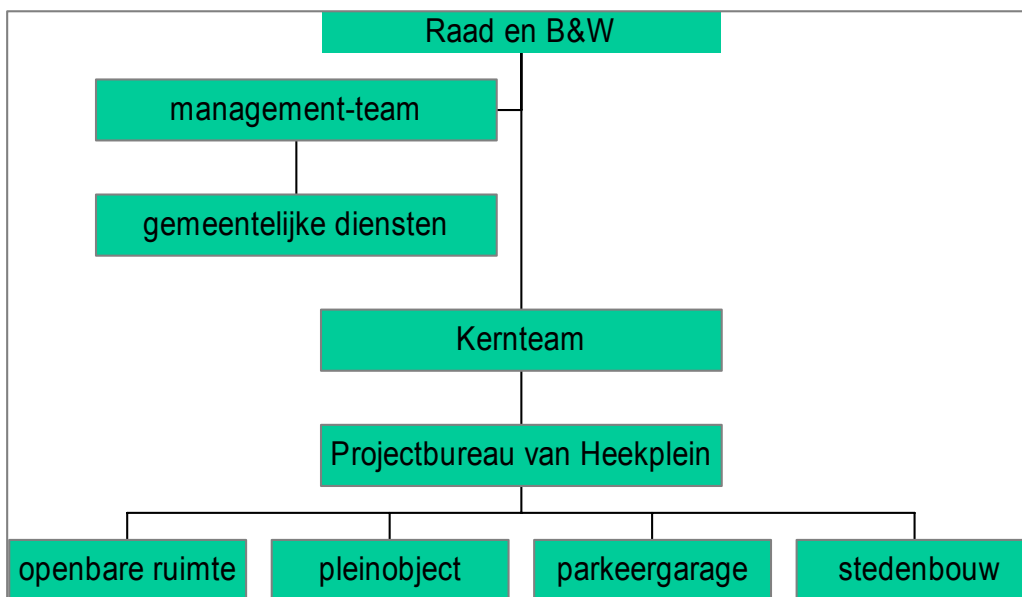 Raad en B&W
management-team
gemeentelijke diensten
Kernteam
Projectbureau van Heekplein
openbare ruimte
pleinobject
parkeergarage
stedenbouw